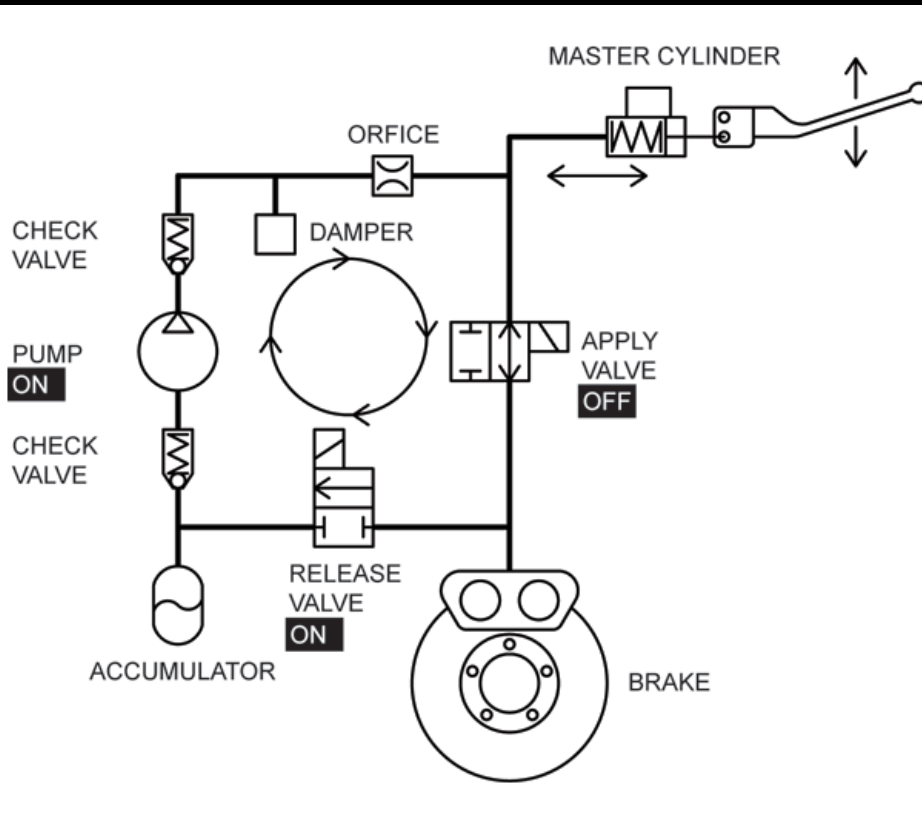 MASTER CYLINDER
ORFICE
CHECK
VALVE
DAMPER
PUMP
ON
APPLY
VALVE
OFF
CHECK
VALVE
RELEASE
VALVE
ON
ACCUMULATOR
BRAKE